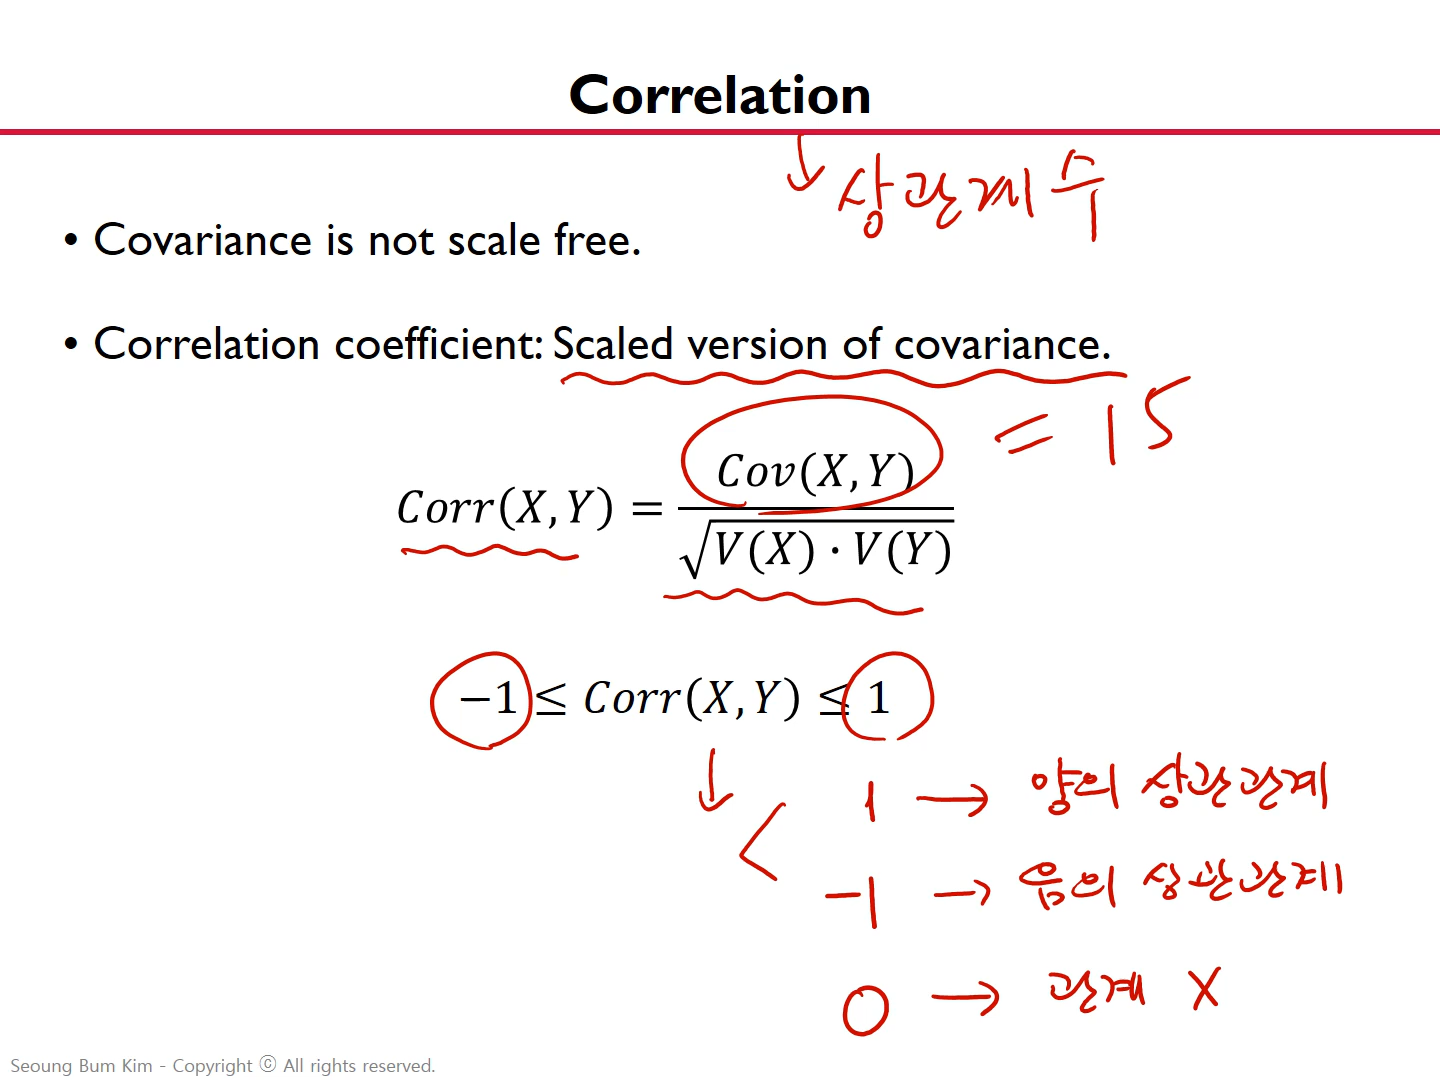 Correlation
상관계수
• Covariance is not scale free.
• Correlation coefficient: Scaled version of covariance.
Corr(X,Y) = Cov(X,Y) / √V(X)·V(Y)
= 15
−1 ≤ Corr(X,Y) ≤ 1
1 → 양의 상관관계
-1 → 음의 상관관계
0 → 관계 X
Seoung Bum Kim - Copyright ⓒ All rights reserved.